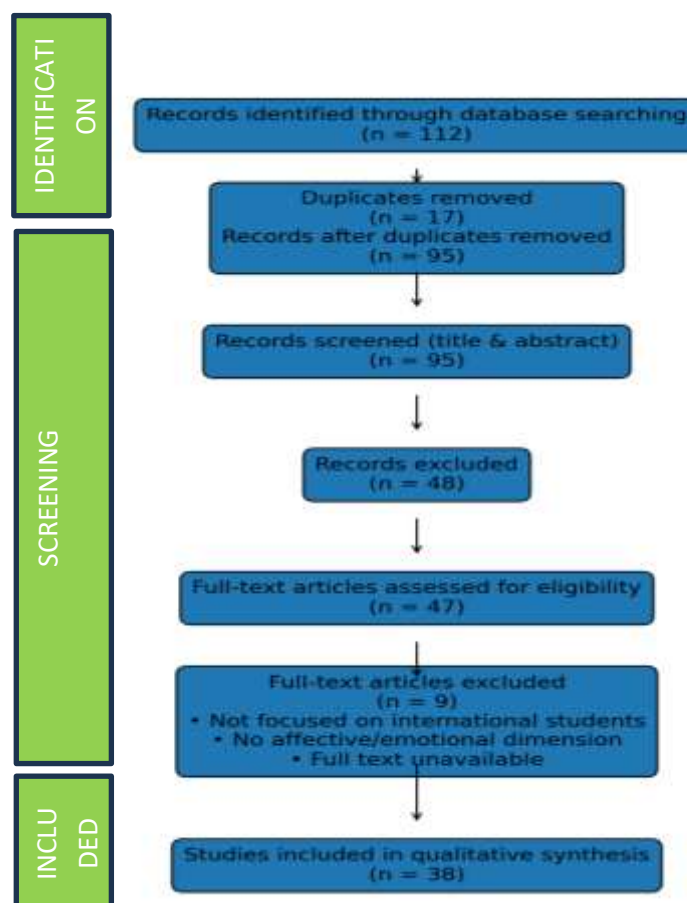 IDENTIFICATI
ON
Records identified through database searching
(n = 112)
Duplicates removed
(n = 17)
Records after duplicates removed
(n = 95)
SCREENING
Records screened (title & abstract)
(n = 95)
Records excluded
(n = 48)
Full-text articles assessed for eligibility
(n = 47)
Full-text articles excluded
(n = 9)
• Not focused on international students
• No affective/emotional dimension
• Full text unavailable
INCLU
DED
Studies included in qualitative synthesis
(n = 38)